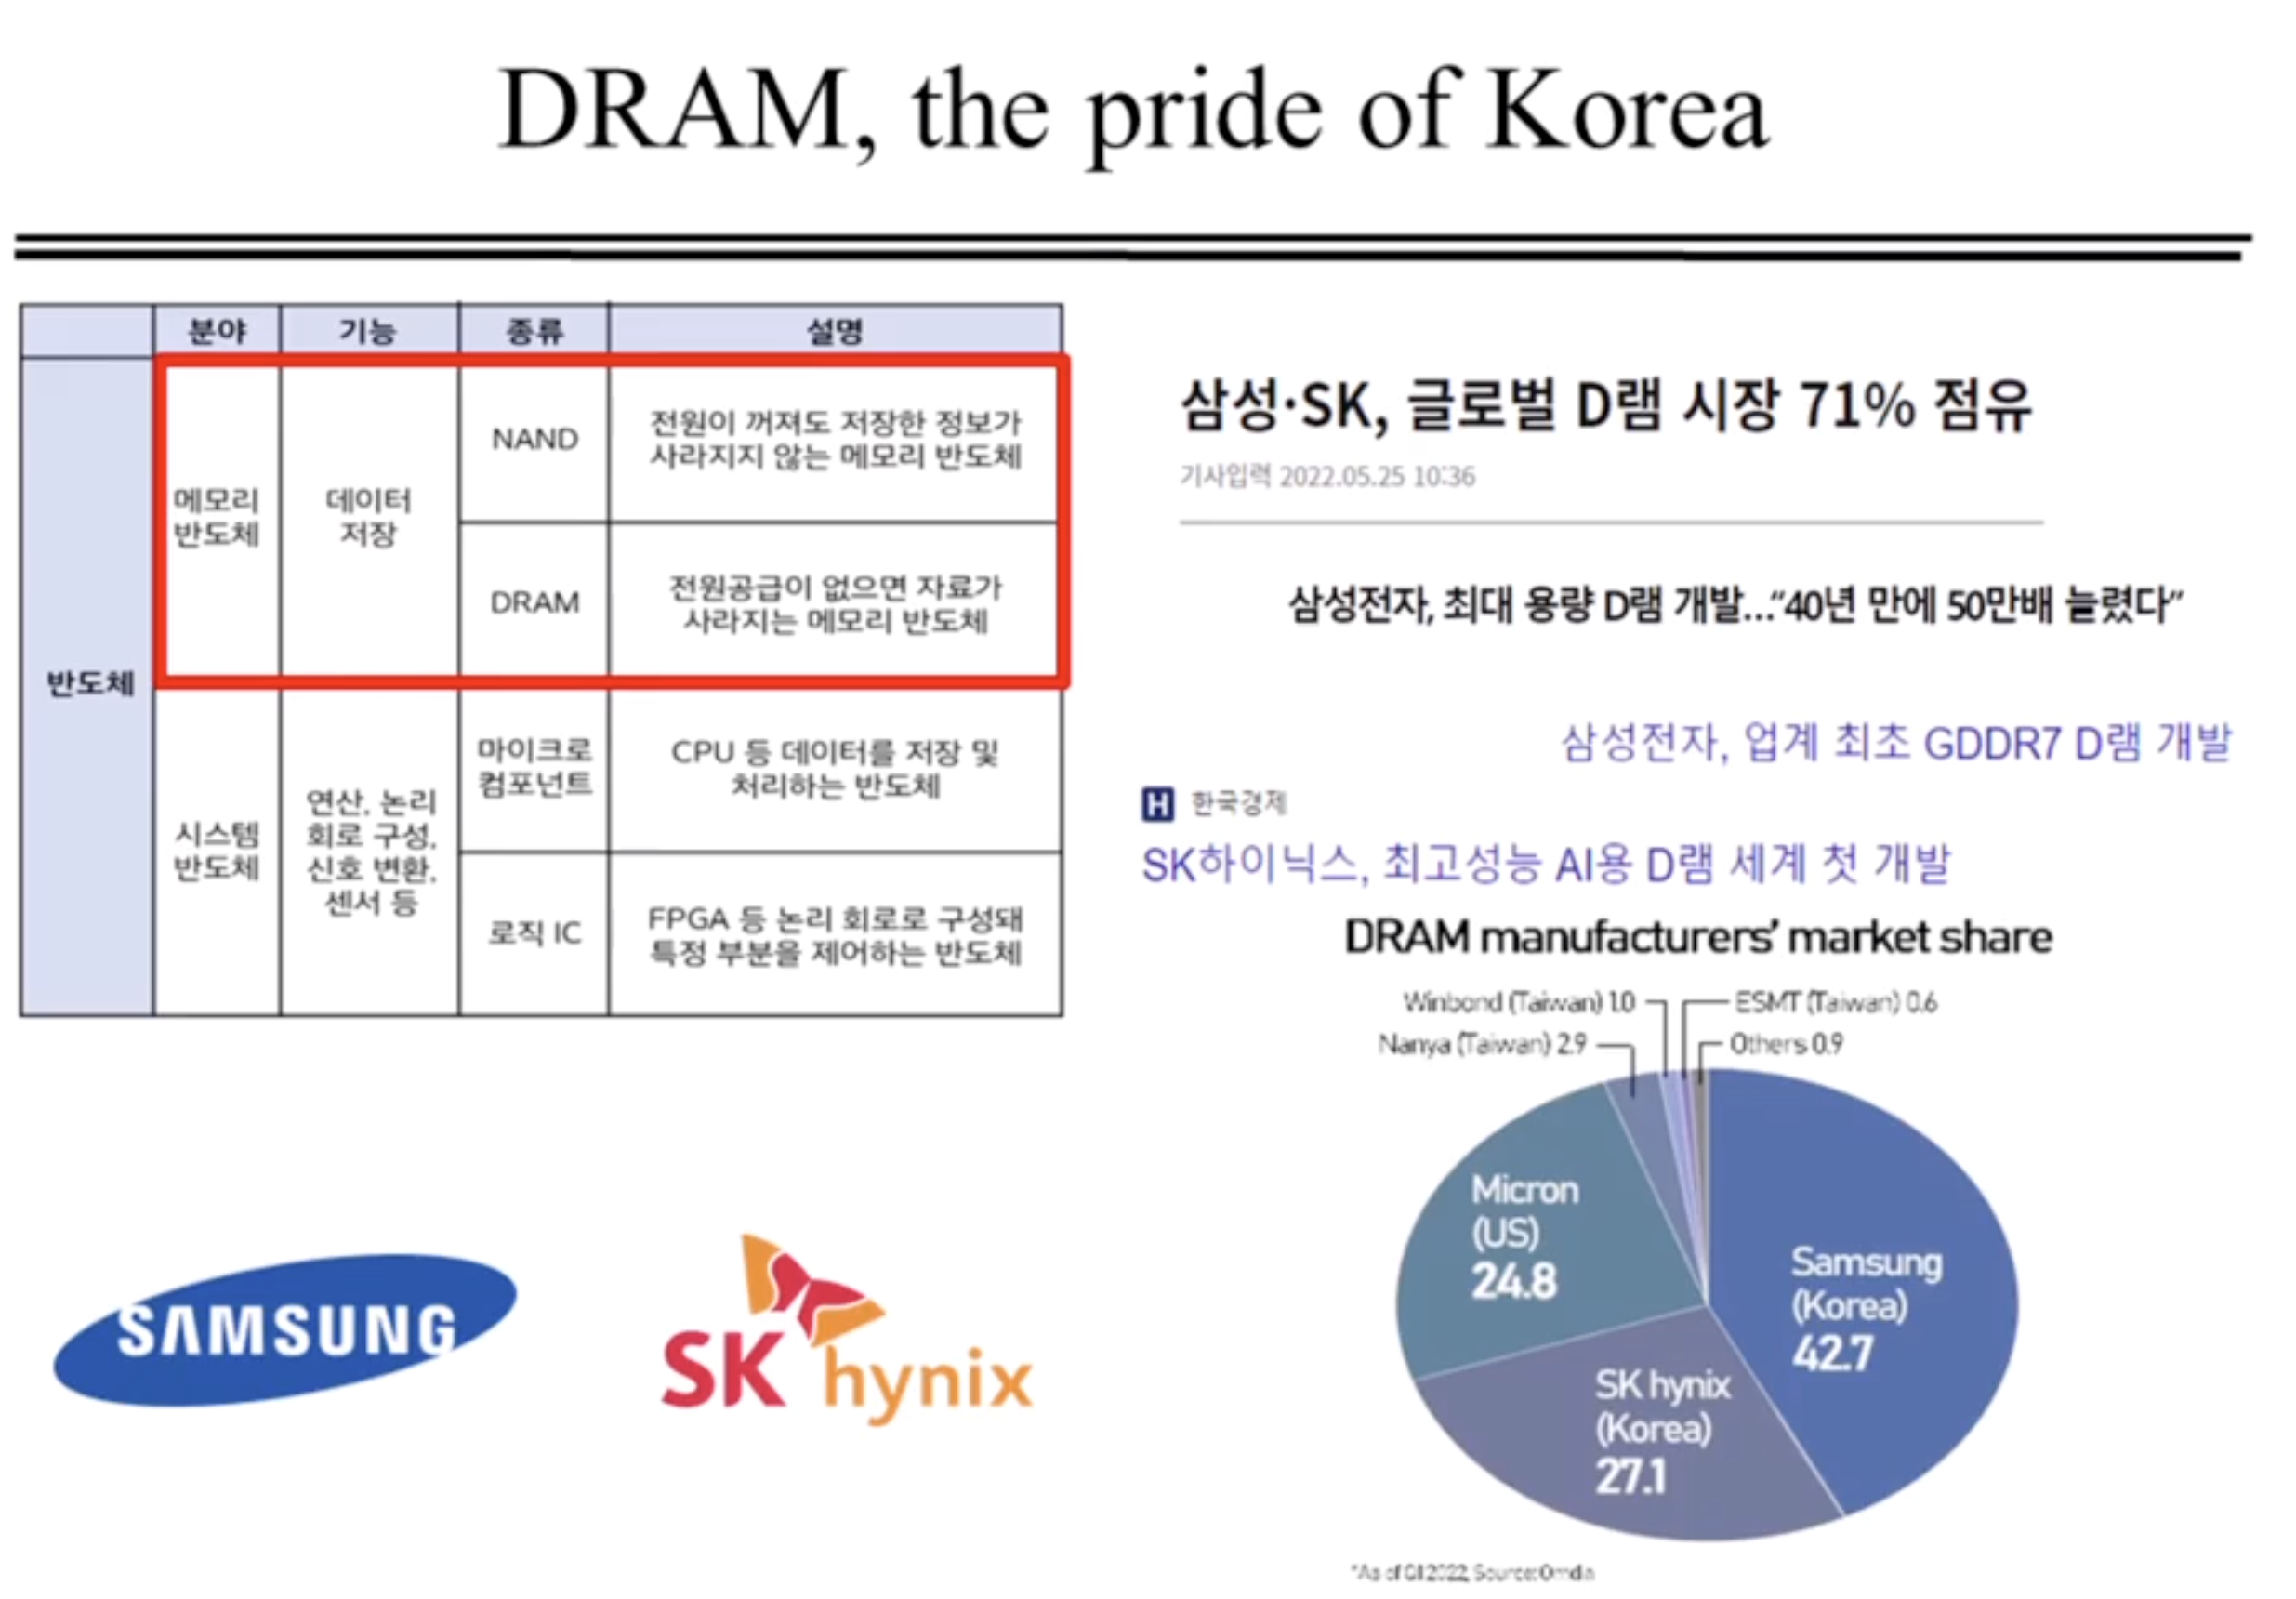 DRAM, the pride of Korea
분야 기능 종류 설명
반도체
메모리
반도체
데이터
저장
NAND
전원이 꺼져도 저장한 정보가
사라지지 않는 메모리 반도체
DRAM
전원공급이 없으면 자료가
사라지는 메모리 반도체
시스템
반도체
연산, 논리
회로 구성,
신호 변환,
센서 등
마이크로
컴포넌트
CPU 등 데이터를 저장 및
처리하는 반도체
로직 IC
FPGA 등 논리 회로로 구성돼
특정 부분을 제어하는 반도체
SAMSUNG
SK hynix
삼성·SK, 글로벌 D램 시장 71% 점유
기사입력 2022.05.25 10:36
삼성전자, 최대 용량 D램 개발...“40년 만에 50만배 늘렸다”
삼성전자, 업계 최초 GDDR7 D램 개발
H 한국경제
SK하이닉스, 최고성능 AI용 D램 세계 첫 개발
DRAM manufacturers’ market share
Winbond (Taiwan) 1.0
ESMT (Taiwan) 0.6
Nanya (Taiwan) 2.9
Others 0.9
Micron
(US)
24.8
Samsung
(Korea)
42.7
SK hynix
(Korea)
27.1
*As of Q1 2022, Source: Omdia